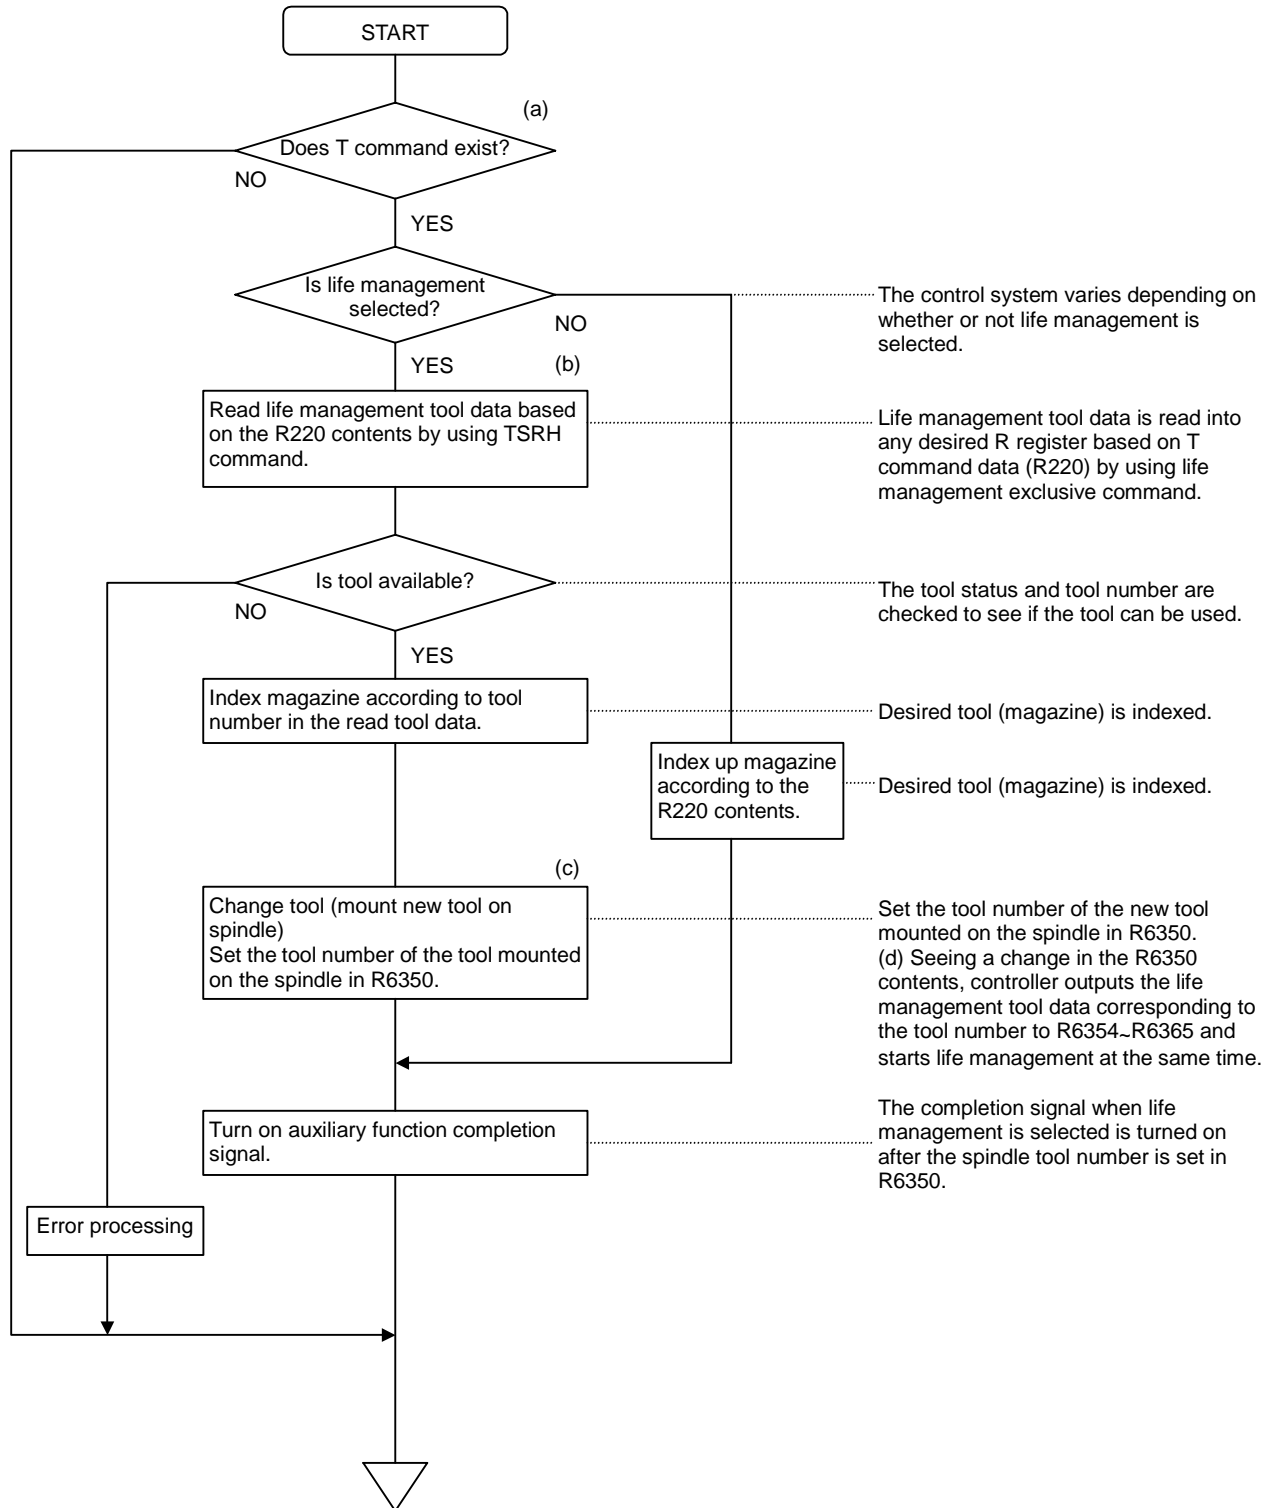 START
(a)
Does T command exist?
NO
YES
Is life management
selected?
NO
The control system varies depending on
whether or not life management is
selected.
YES
(b)
Read life management tool data based
on the R220 contents by using TSRH
command.
Life management tool data is read into
any desired R register based on T
command data (R220) by using life
management exclusive command.
Is tool available?
NO
The tool status and tool number are
checked to see if the tool can be used.
YES
Index magazine according to tool
number in the read tool data.
Desired tool (magazine) is indexed.
Index up magazine
according to the
R220 contents.
Desired tool (magazine) is indexed.
(c)
Change tool (mount new tool on
spindle)
Set the tool number of the tool mounted
on the spindle in R6350.
Set the tool number of the new tool
mounted on the spindle in R6350.
(d) Seeing a change in the R6350
contents, controller outputs the life
management tool data corresponding to
the tool number to R6354~R6365 and
starts life management at the same time.
Turn on auxiliary function completion
signal.
The completion signal when life
management is selected is turned on
after the spindle tool number is set in
R6350.
Error processing